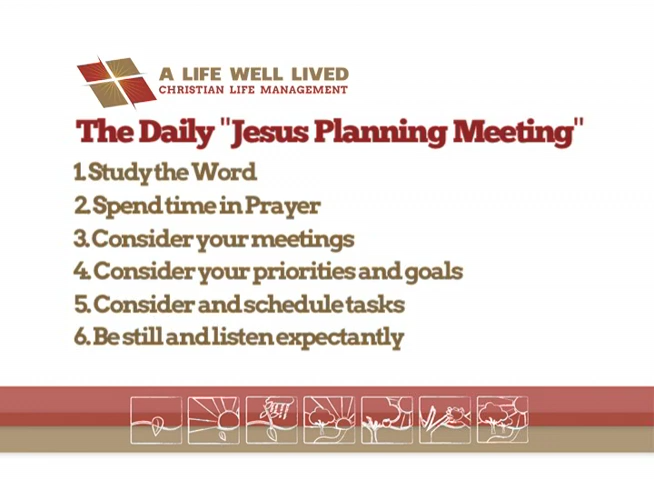 A LIFE WELL LIVED
CHRISTIAN LIFE MANAGEMENT
The Daily "Jesus Planning Meeting"
1. Study the Word
2. Spend time in Prayer
3. Consider your meetings
4. Consider your priorities and goals
5. Consider and schedule tasks
6. Be still and listen expectantly